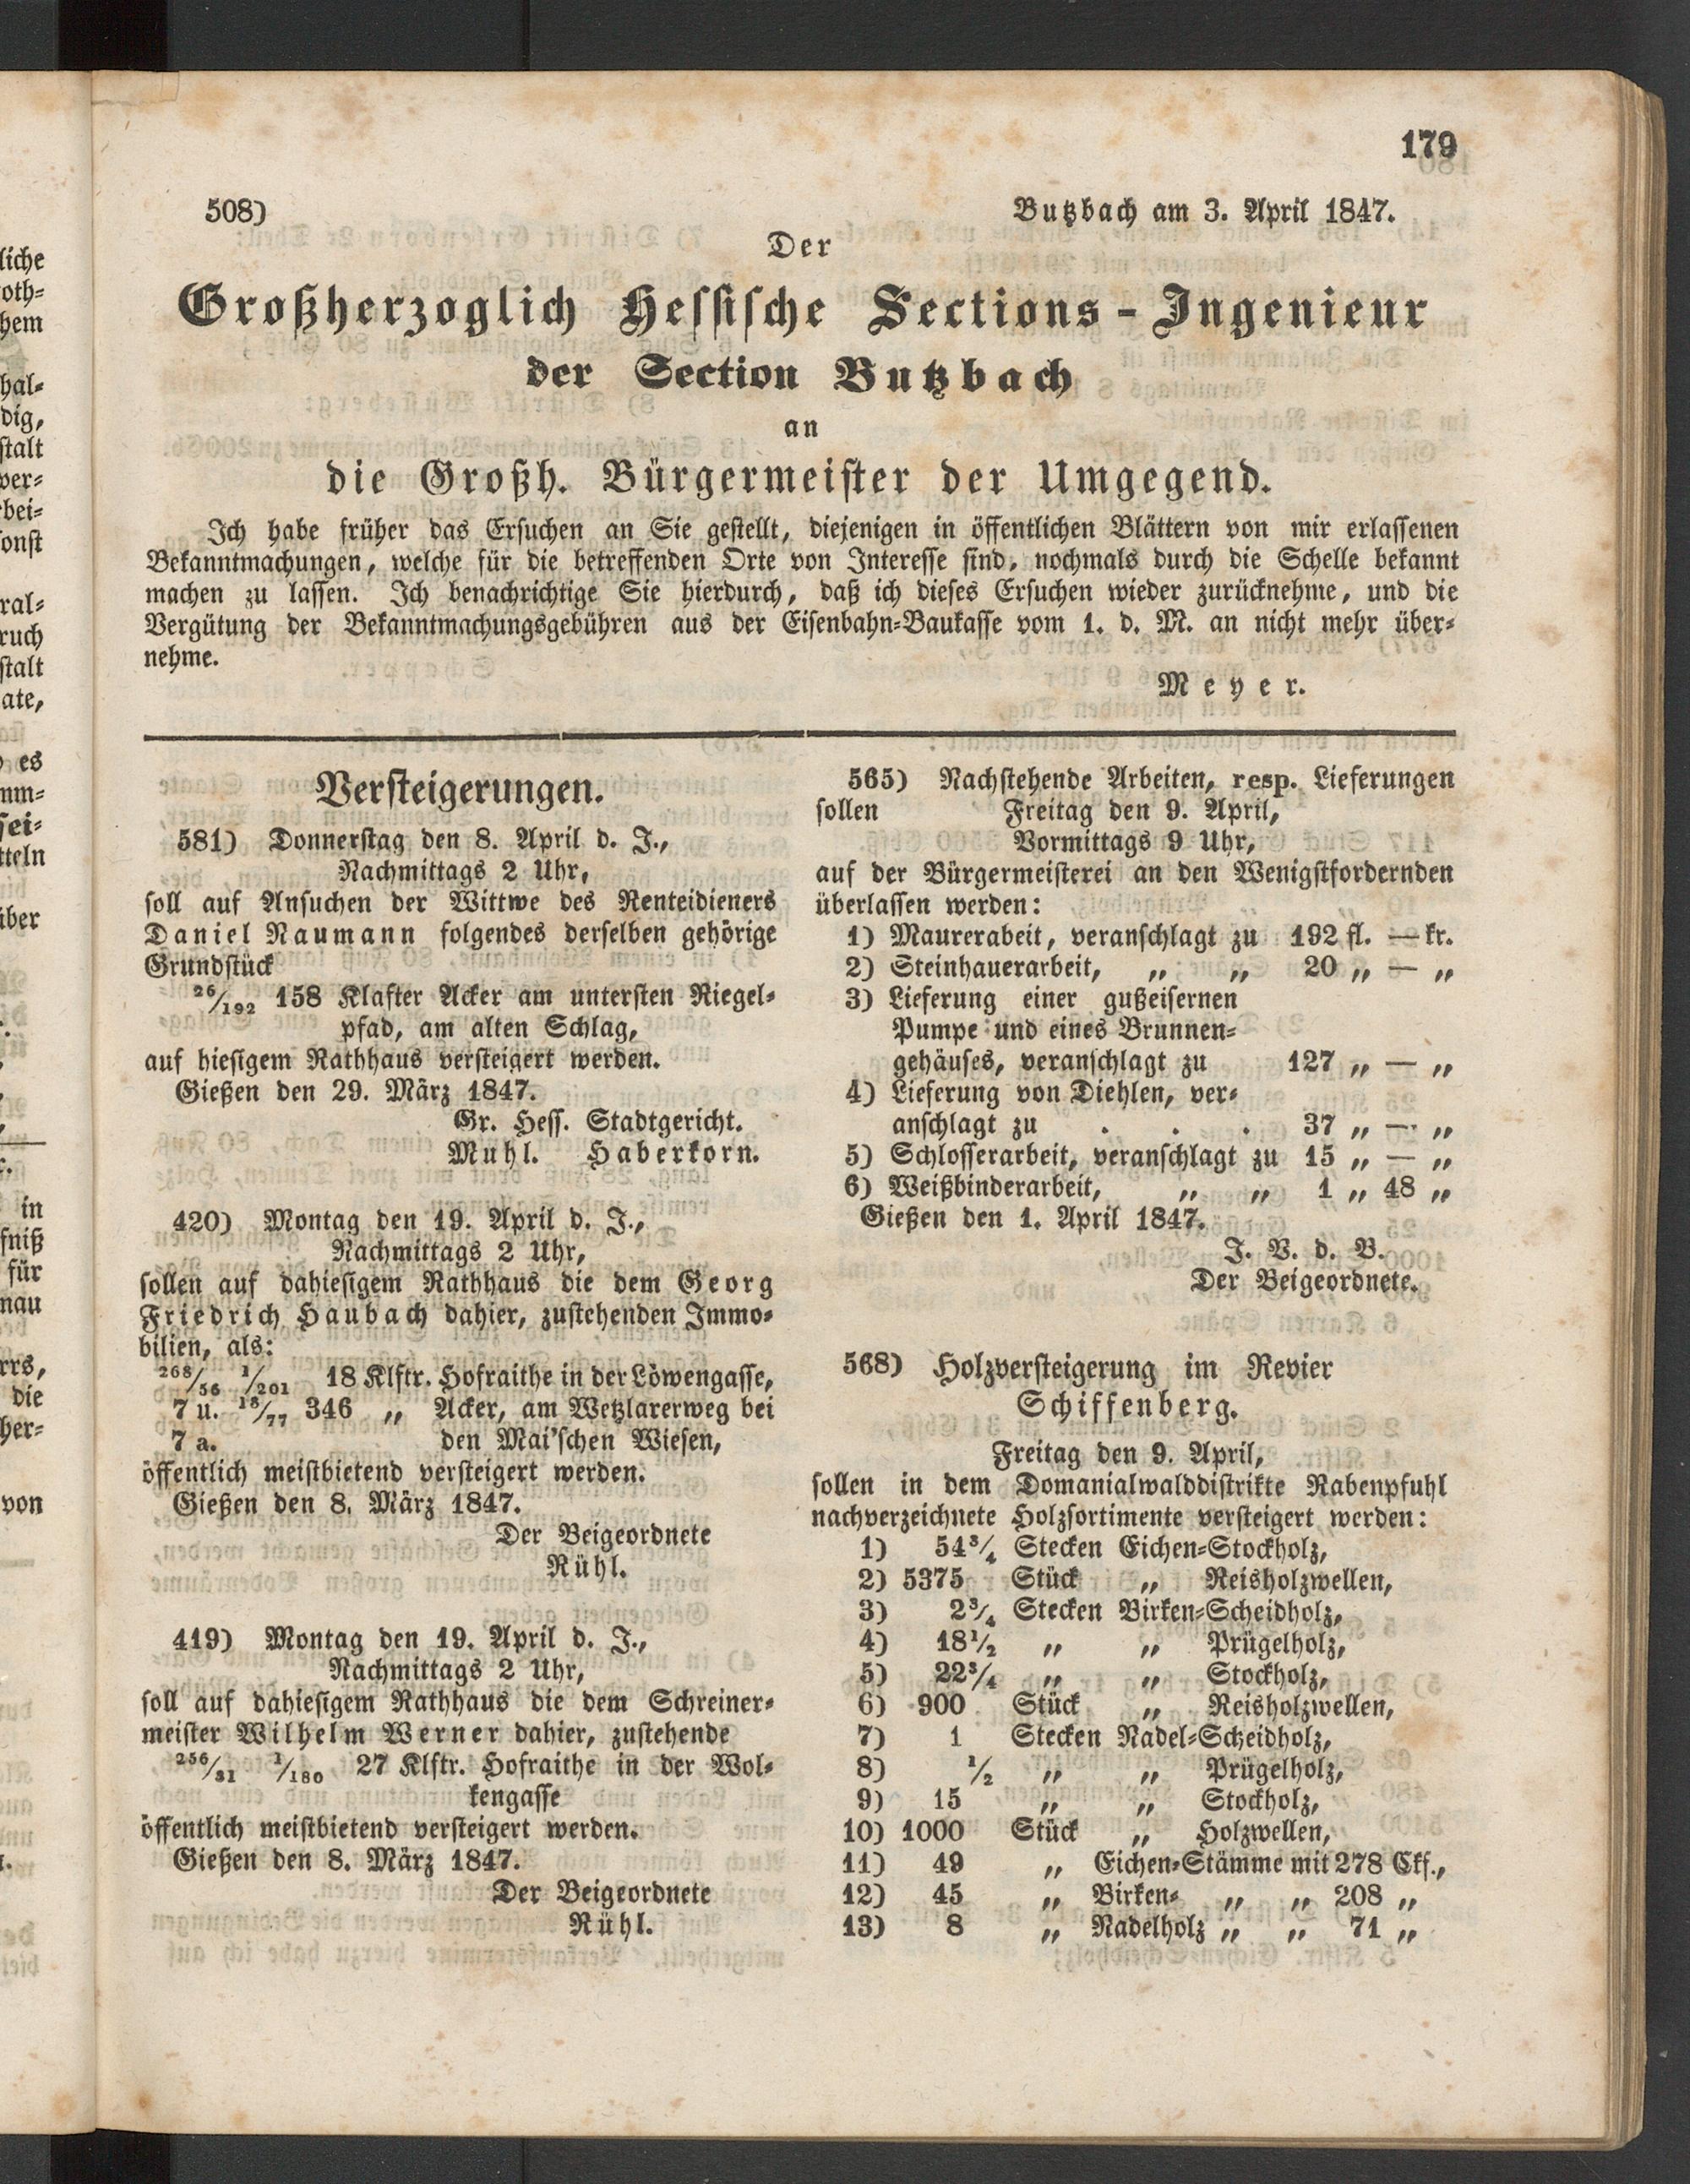 179
508) Butzbach am 3. April 1847.
Der
Großherzoglich Hessische Sections-Ingenieur
der Section Butzbach
an
die Großh. Bürgermeister der Umgegend.
Ich habe früher das Ersuchen an Sie gestellt, diejenigen in öffentlichen Blättern von mir erlassenen
Bekanntmachungen, welche für die betreffenden Orte von Interesse sind, nochmals durch die Schelle bekannt
machen zu lassen. Ich benachrichtige Sie hierdurch, daß ich dieses Ersuchen wieder zurücknehme, und die
Vergütung der Bekanntmachungsgebühren aus der Eisenbahn-Baukasse vom 1. d. M. an nicht mehr über-
nehme.
Meyer.
Versteigerungen.
581) Donnerstag den 8. April d. J.,
Nachmittags 2 Uhr,
soll auf Ansuchen der Wittwe des Renteidieners
Daniel Naumann folgendes derselben gehörige
Grundstück
26/192 158 Klafter Acker am untersten Riegel-
pfad, am alten Schlag,
auf hiesigem Rathhaus versteigert werden.
Gießen den 29. März 1847.
Gr. Hess. Stadtgericht.
Muhl. Haberkorn.
420) Montag den 19. April d. J.,
Nachmittags 2 Uhr,
sollen auf dahiesigem Rathhaus die dem Georg
Friedrich Haubach dahier, zustehenden Immo-
bilien, als:
268/56 1/201 18 Klftr. Hofraithe in der Löwengasse,
7 u. 18/77 346 „ Acker, am Wetzlarerweg bei
7 a. den Mai'schen Wiesen,
öffentlich meistbietend versteigert werden.
Gießen den 8. März 1847.
Der Beigeordnete
Rühl.
419) Montag den 19. April d. J.,
Nachmittags 2 Uhr,
soll auf dahiesigem Rathhaus die dem Schreiner-
meister Wilhelm Werner dahier, zustehende
256/31 1/180 27 Klftr. Hofraithe in der Wol-
kengasse
öffentlich meistbietend versteigert werden.
Gießen den 8. März 1847.
Der Beigeordnete
Rühl.
565) Nachstehende Arbeiten, resp. Lieferungen
sollen Freitag den 9. April,
Vormittags 9 Uhr,
auf der Bürgermeisterei an den Wenigstfordernden
überlassen werden:
1) Maurerabeit, veranschlagt zu 192 fl. — kr.
2) Steinhauerarbeit, „ „ 20 „ — „
3) Lieferung einer gußeisernen
Pumpe und eines Brunnen-
gehäuses, veranschlagt zu 127 „ — „
4) Lieferung von Diehlen, ver-
anschlagt zu . . . 37 „ — „
5) Schlosserarbeit, veranschlagt zu 15 „ — „
6) Weißbinderarbeit, „ „ 1 „ 48 „
Gießen den 1. April 1847.
J. V. d. B.
Der Beigeordnete.
568) Holzversteigerung im Revier
Schiffenberg.
Freitag den 9. April,
sollen in dem Domanialwalddistrikte Rabenpfuhl
nachverzeichnete Holzsortimente versteigert werden:
1) 54 3/4 Stecken Eichen-Stockholz,
2) 5375 Stück „ Reisholzwellen,
3) 2 3/4 Stecken Birken-Scheidholz,
4) 18 1/2 „ „ Prügelholz,
5) 22 3/4 „ „ Stockholz,
6) 900 Stück „ Reisholzwellen,
7) 1 Stecken Nadel-Scheidholz,
8) 1/2 „ „ Prügelholz,
9) 15 „ „ Stockholz,
10) 1000 Stück „ Holzwellen,
11) 49 „ Eichen-Stämme mit 278 Ckf.,
12) 45 „ Birken- „ „ 208 „
13) 8 „ Nadelholz „ „ 71 „